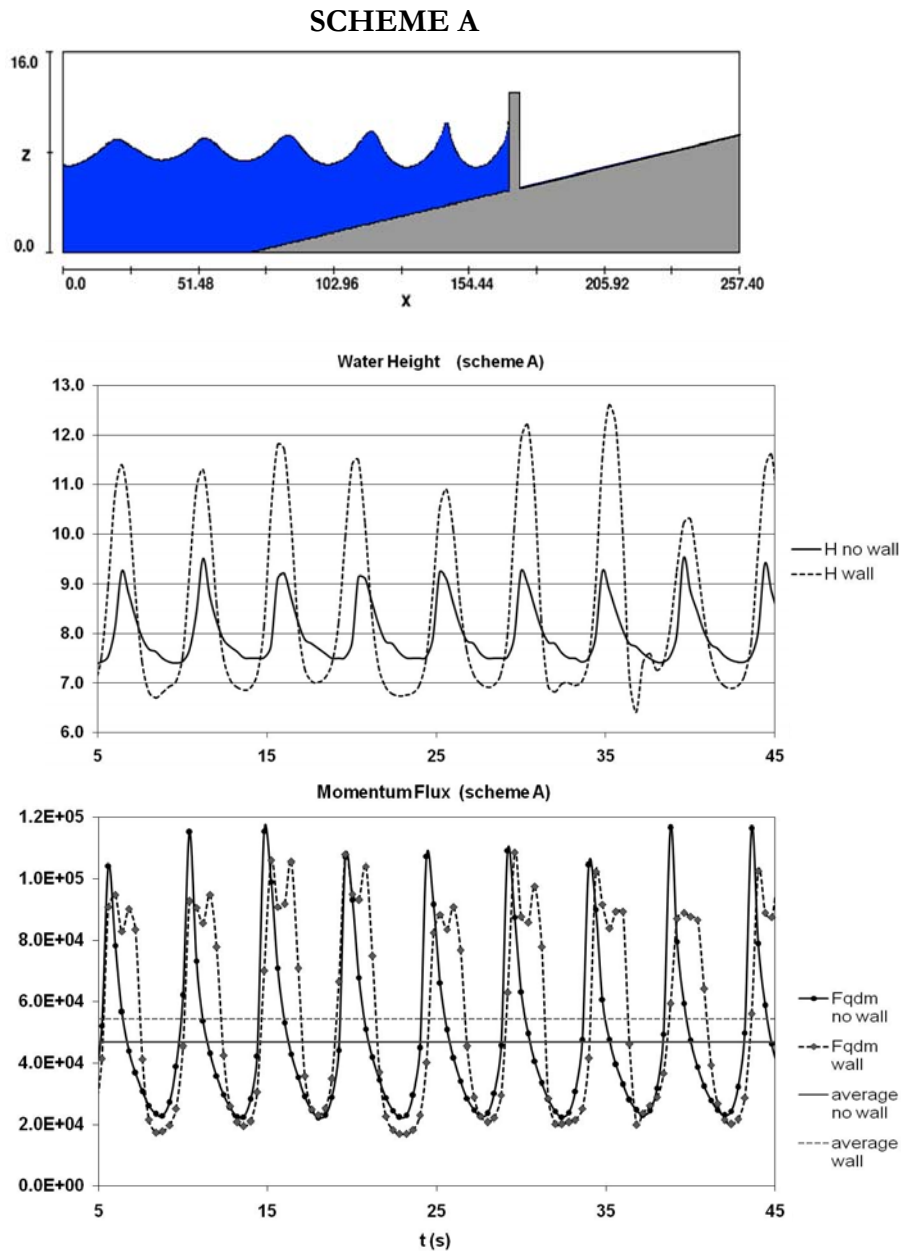 SCHEME A
16.0
Z
0.0
0.0 51.48 102.96 154.44 205.92 257.40
X
Water Height (scheme A)
13.0
12.0
11.0
10.0
9.0
8.0
7.0
6.0
5 15 25 35 45
H no wall
H wall
Momentum Flux (scheme A)
1.2E+05
1.0E+05
8.0E+04
6.0E+04
4.0E+04
2.0E+04
0.0E+00
5 15 25 35 45
t (s)
Fqdm
no wall
Fqdm
wall
average
no wall
average
wall